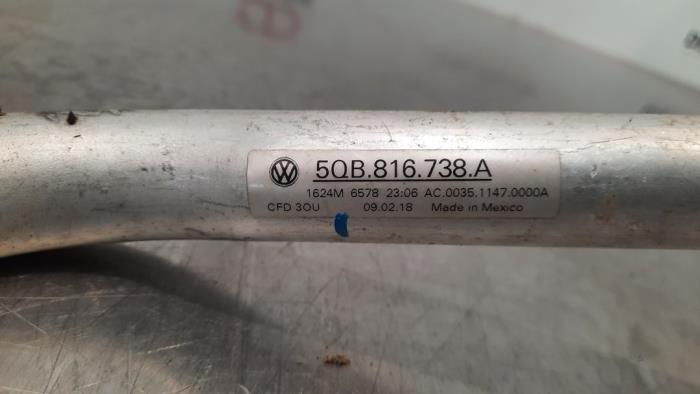 5QB.816.738.A
1624M 6578 23:06 AC.0035.1147.0000A
CFD 3OU 09.02.18 Made in Mexico